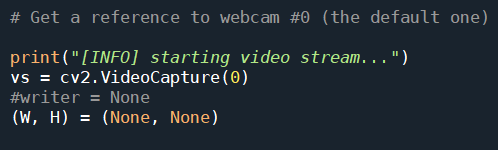 # Get a reference to webcam #0 (the default one)
print("[INFO] starting video stream...")
vs = cv2.VideoCapture(0)
#writer = None
(W, H) = (None, None)